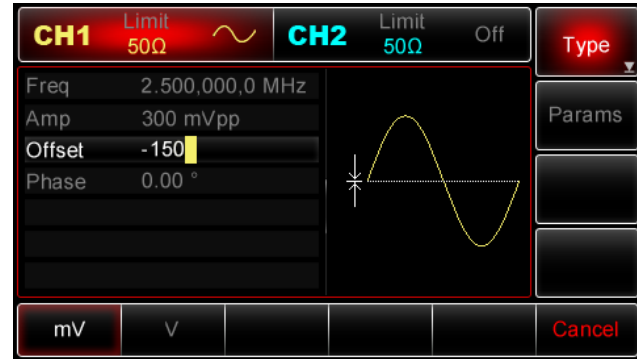 CH1 Limit 50Ω CH2 Limit 50Ω Off
Type
Freq 2.500,000,0 MHz
Amp 300 mVpp
Offset -150
Phase 0.00 °
Params
mV V Cancel